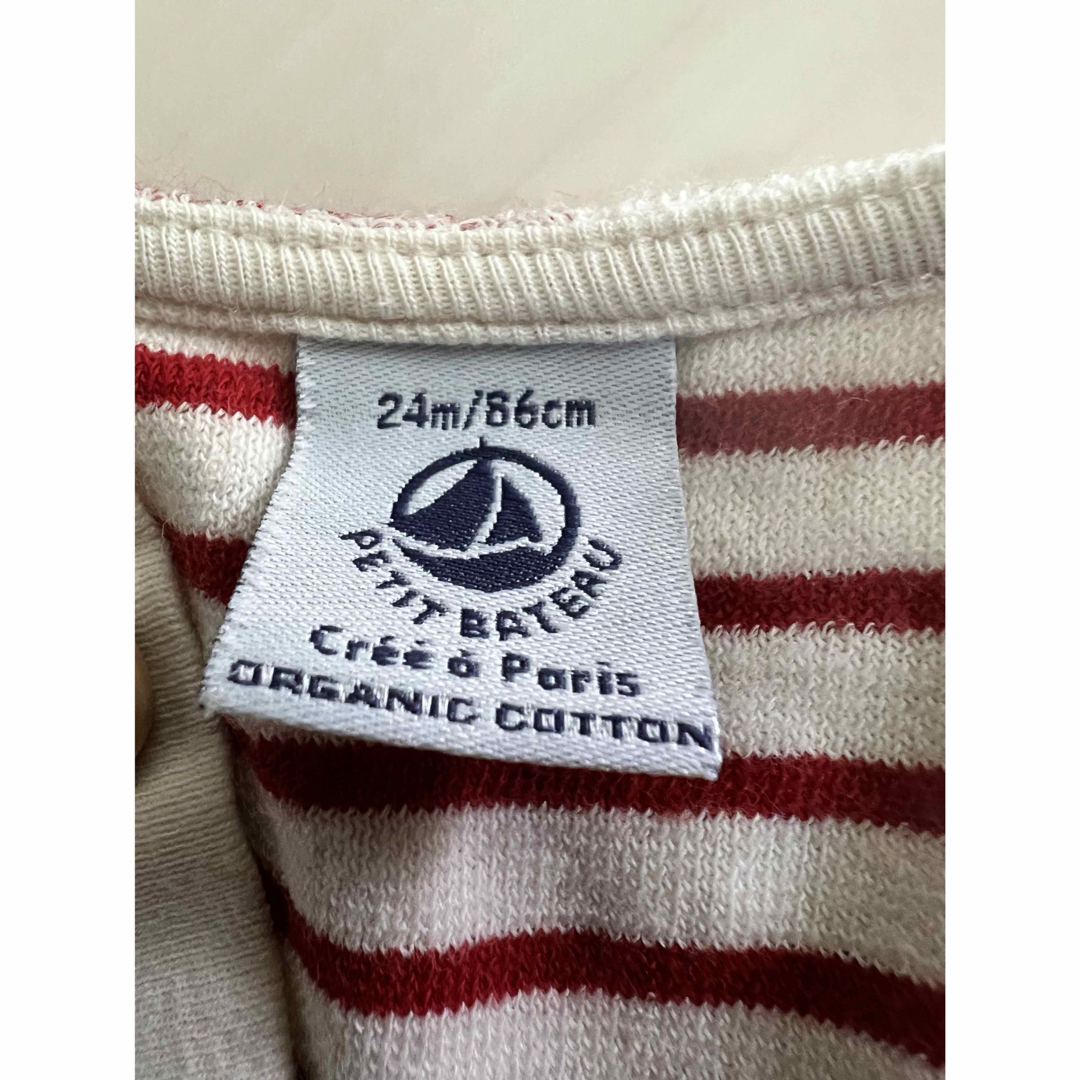 24m/86cm
PETIT BATEAU
Créé à Paris
ORGANIC COTTON